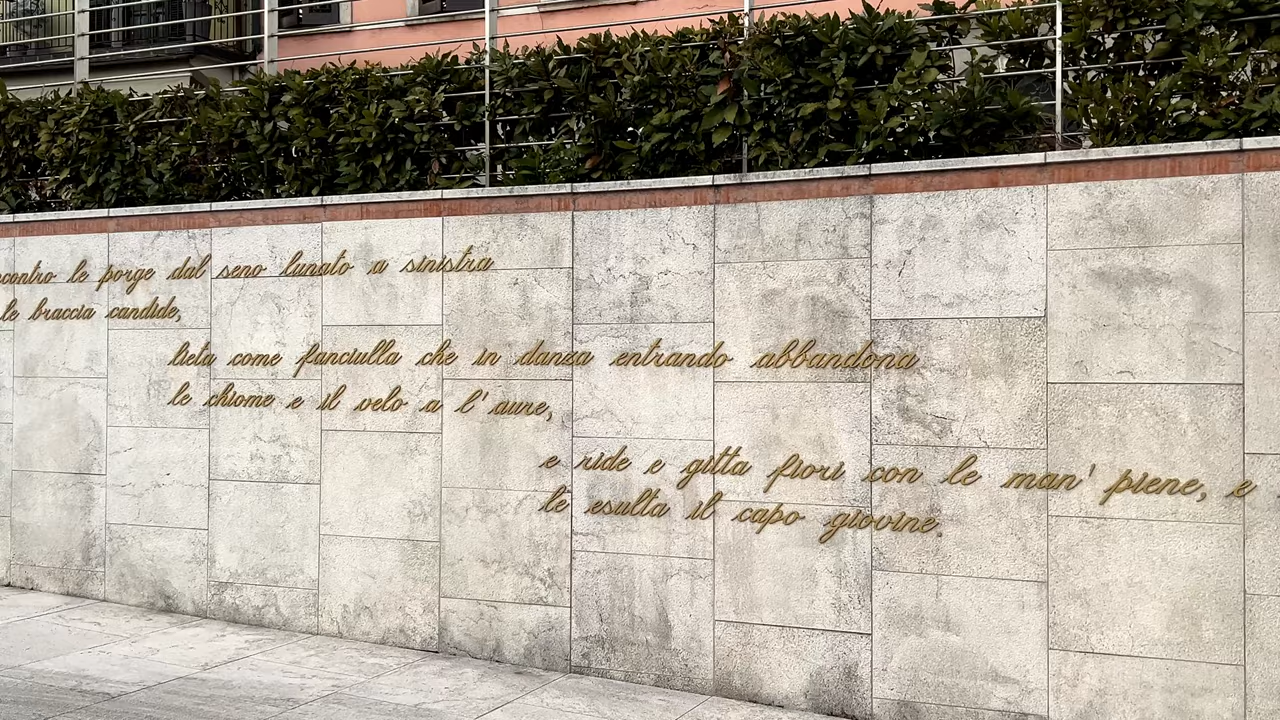 contro le porge dal seno lunato a sinistra
le braccia candide,
lieta come fanciulla che in danza entrando abbandona
le chiome e il velo a l'aure,
e ride e gitta fiori con le man' piene, e
le esulta il capo giovine.